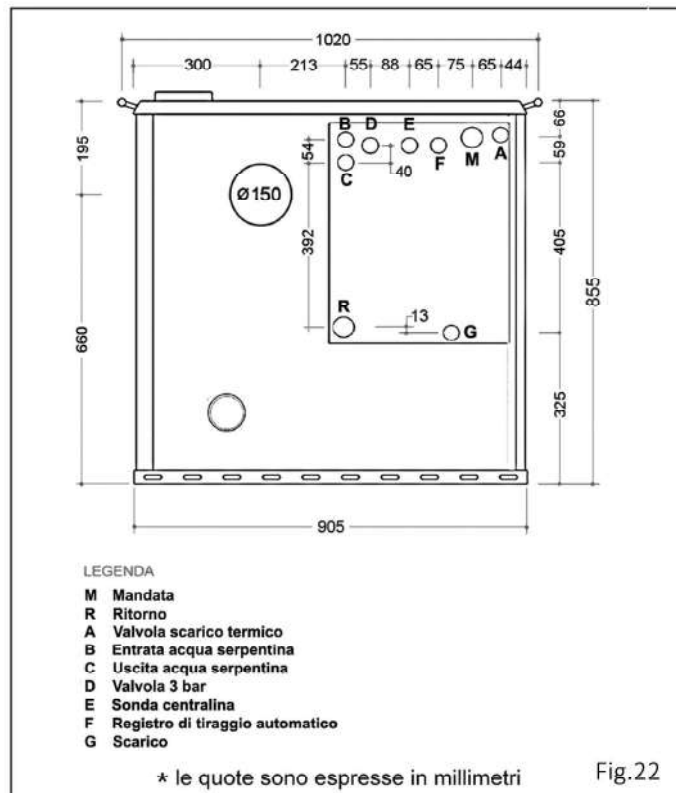 1020
300 213 55 88 65 75 65 44
66
195 B D E M A 59
54 F
C 40
Ø150
392 405 855
R 13
660 G
325
905
LEGENDA
M Mandata
R Ritorno
A Valvola scarico termico
B Entrata acqua serpentina
C Uscita acqua serpentina
D Valvola 3 bar
E Sonda centralina
F Registro di tiraggio automatico
G Scarico
* le quote sono espresse in millimetri
Fig.22